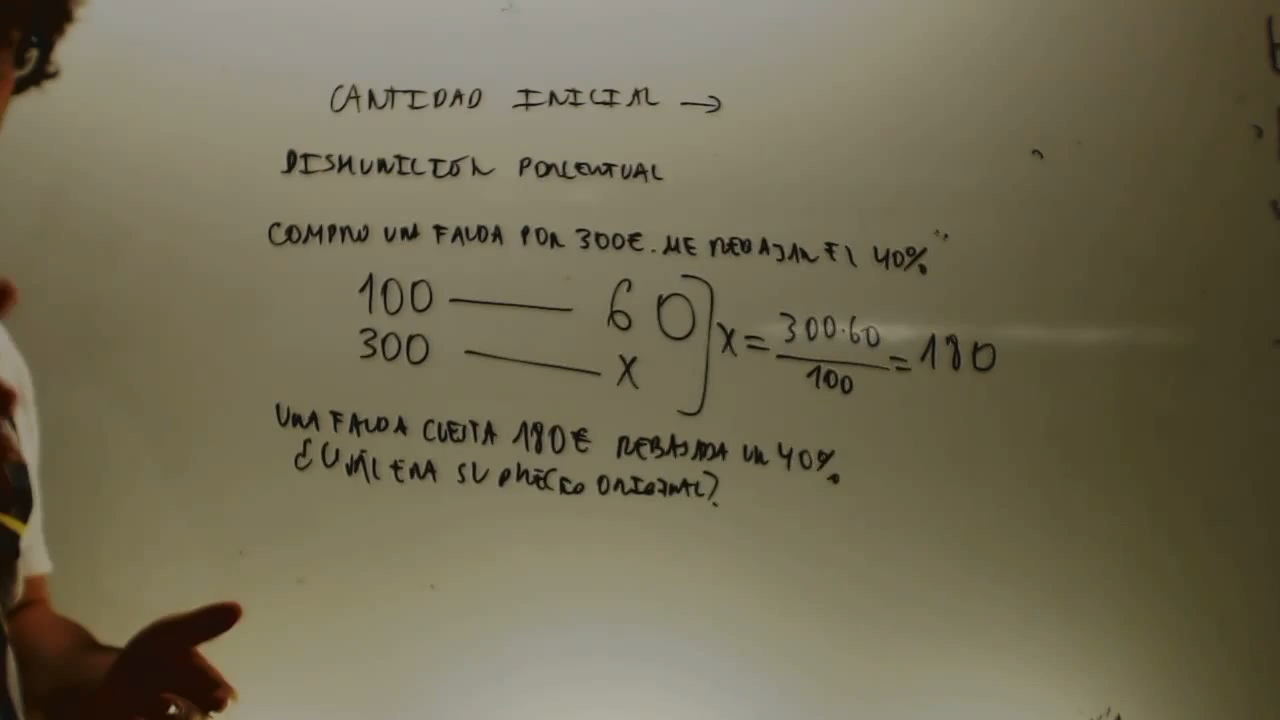 CANTIDAD INICIAL →
DISMUNICIÓN PORCENTUAL
COMPRO UNA FALDA POR 300€. ME REBAJAN EL 40%
100 — 60
300 — x
x = 300·60 / 100 = 180
UNA FALDA CUESTA 180€ REBAJADA UN 40%
¿CUÁL ERA SU PRECIO ORIGINAL?